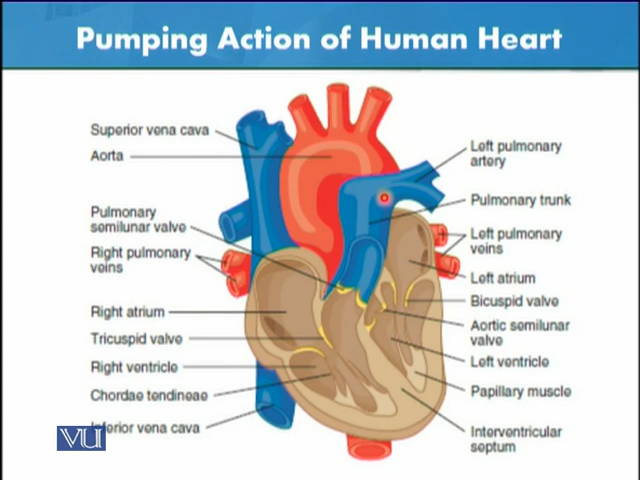 Pumping Action of Human Heart
Superior vena cava
Aorta
Pulmonary
semilunar valve
Right pulmonary
veins
Right atrium
Tricuspid valve
Right ventricle
Chordae tendineae
Inferior vena cava
VU
Left pulmonary
artery
Pulmonary trunk
Left pulmonary
veins
Left atrium
Bicuspid valve
Aortic semilunar
valve
Left ventricle
Papillary muscle
Interventricular
septum